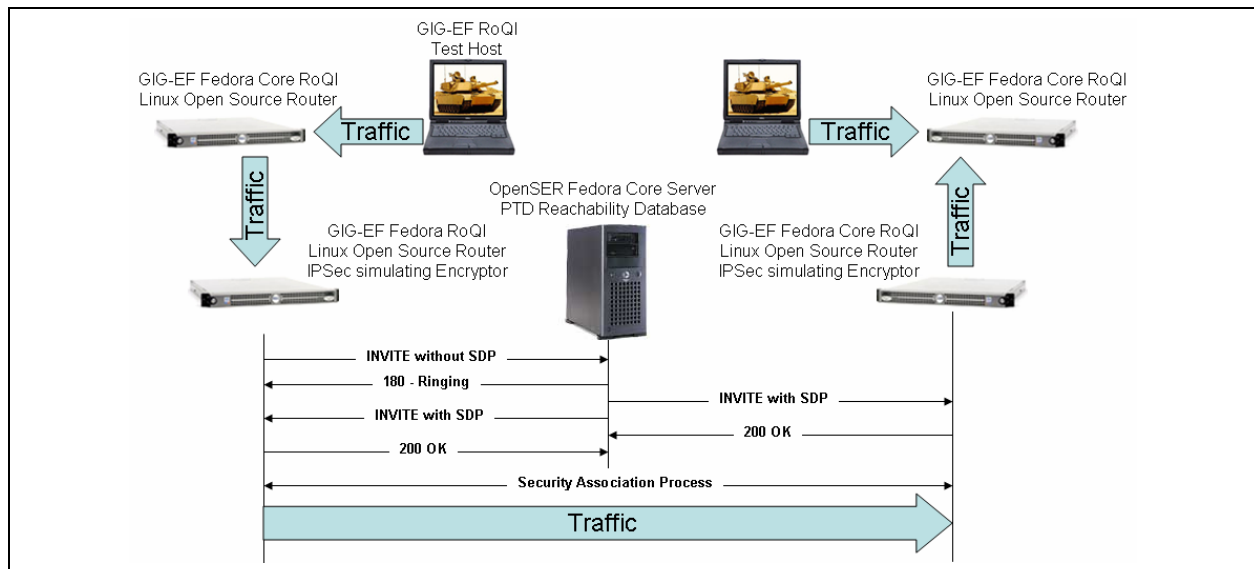 GIG-EF RoQI
Test Host
GIG-EF Fedora Core RoQI
Linux Open Source Router
GIG-EF Fedora Core RoQI
Linux Open Source Router
Traffic
Traffic
Traffic
Traffic
OpenSER Fedora Core Server
PTD Reachability Database
GIG-EF Fedora RoQI
Linux Open Source Router
IPSec simulating Encryptor
GIG-EF Fedora Core RoQI
Linux Open Source Router
IPSec simulating Encryptor
INVITE without SDP
180 - Ringing
INVITE with SDP
INVITE with SDP
200 OK
200 OK
Security Association Process
Traffic